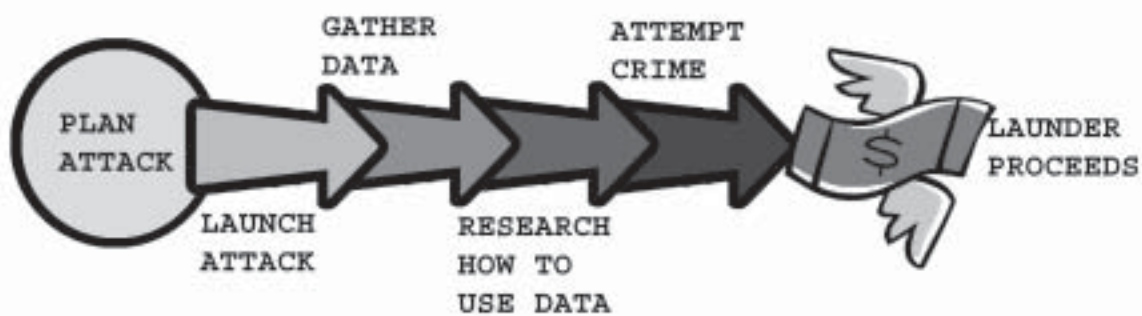 PLAN
ATTACK
LAUNCH
ATTACK
GATHER
DATA
RESEARCH
HOW TO
USE DATA
ATTEMPT
CRIME
$
LAUNDER
PROCEEDS